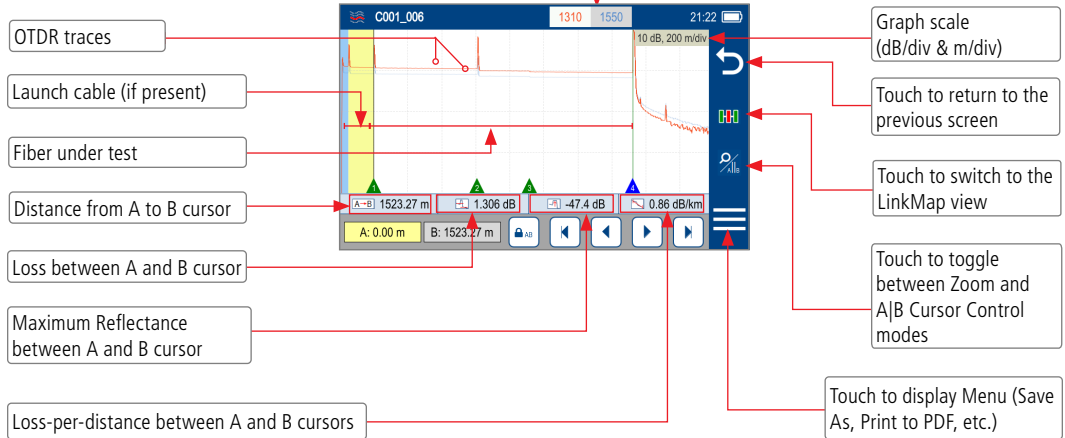 C001_006
1310 1550
21:22
10 dB, 200 m/div
OTDR traces
Launch cable (if present)
Fiber under test
Distance from A to B cursor
Loss between A and B cursor
Maximum Reflectance
between A and B cursor
Loss-per-distance between A and B cursors
1 2 3 4
A→B 1523.27 m
1.306 dB
-47.4 dB
0.86 dB/km
A: 0.00 m
B: 1523.27 m
AB
A B
Graph scale
(dB/div & m/div)
Touch to return to the
previous screen
Touch to switch to the
LinkMap view
Touch to toggle
between Zoom and
A|B Cursor Control
modes
Touch to display Menu (Save
As, Print to PDF, etc.)